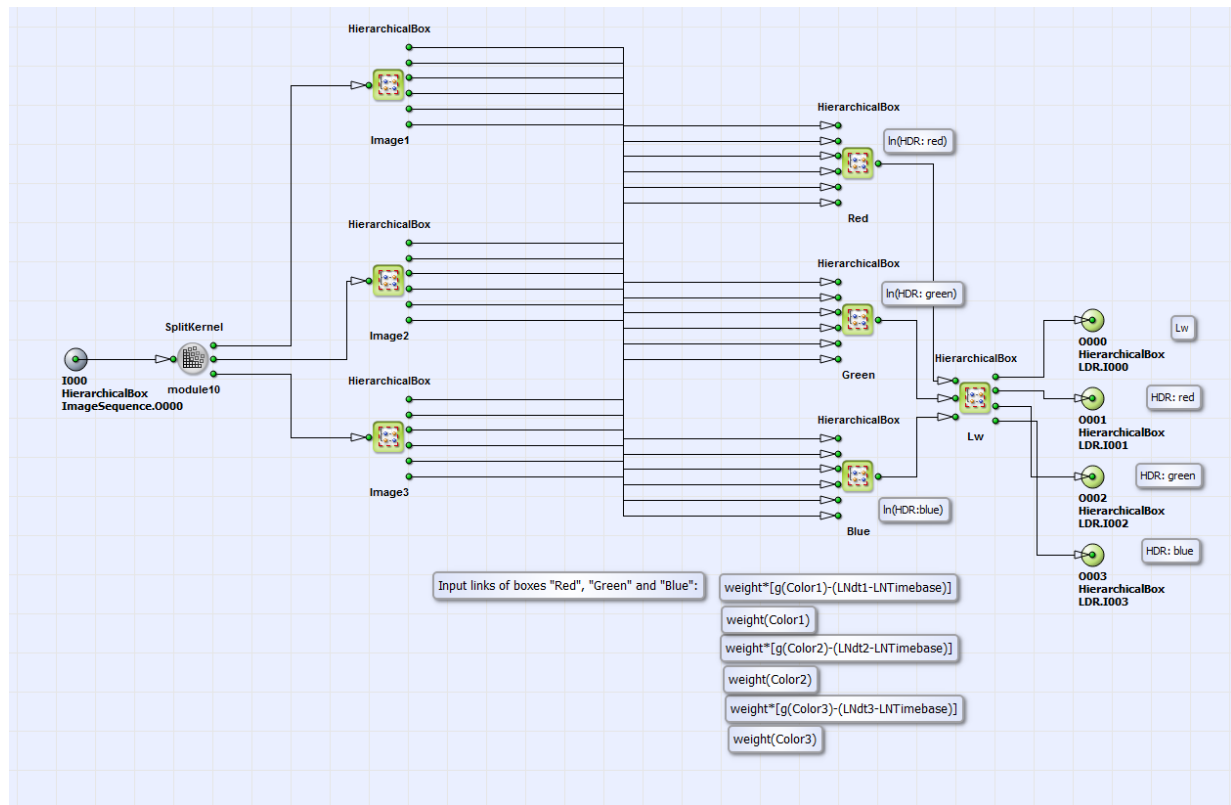 HierarchicalBox
Image1
HierarchicalBox
ln(HDR: red)
Red
HierarchicalBox
Image2
HierarchicalBox
ln(HDR: green)
Green
SplitKernel
module10
I000
HierarchicalBox
ImageSequence.O000
HierarchicalBox
Image3
HierarchicalBox
ln(HDR:blue)
Blue
HierarchicalBox
Lw
O000
HierarchicalBox
LDR.I000
Lw
O001
HierarchicalBox
LDR.I001
HDR: red
O002
HierarchicalBox
LDR.I002
HDR: green
O003
HierarchicalBox
LDR.I003
HDR: blue
Input links of boxes "Red", "Green" and "Blue":
weight*[g(Color1)-(LNdt1-LNTimebase)]
weight(Color1)
weight*[g(Color2)-(LNdt2-LNTimebase)]
weight(Color2)
weight*[g(Color3)-(LNdt3-LNTimebase)]
weight(Color3)